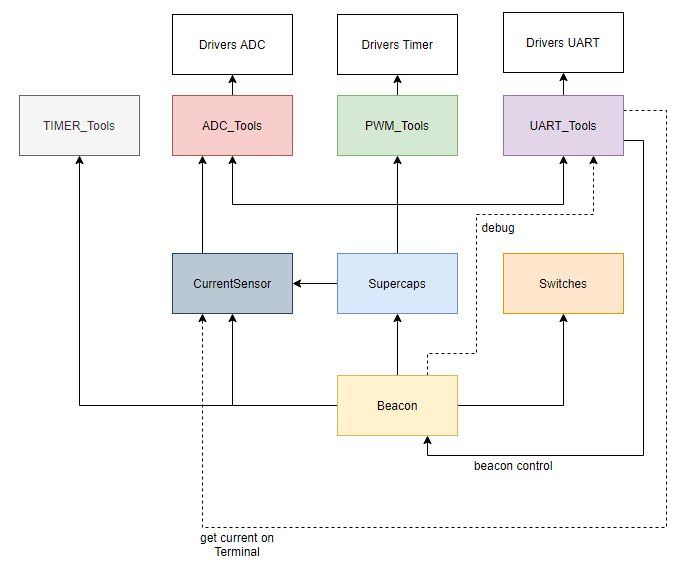 Drivers ADC
Drivers Timer
Drivers UART
TIMER_Tools
ADC_Tools
PWM_Tools
UART_Tools
debug
CurrentSensor
Supercaps
Switches
Beacon
beacon control
get current on
Terminal